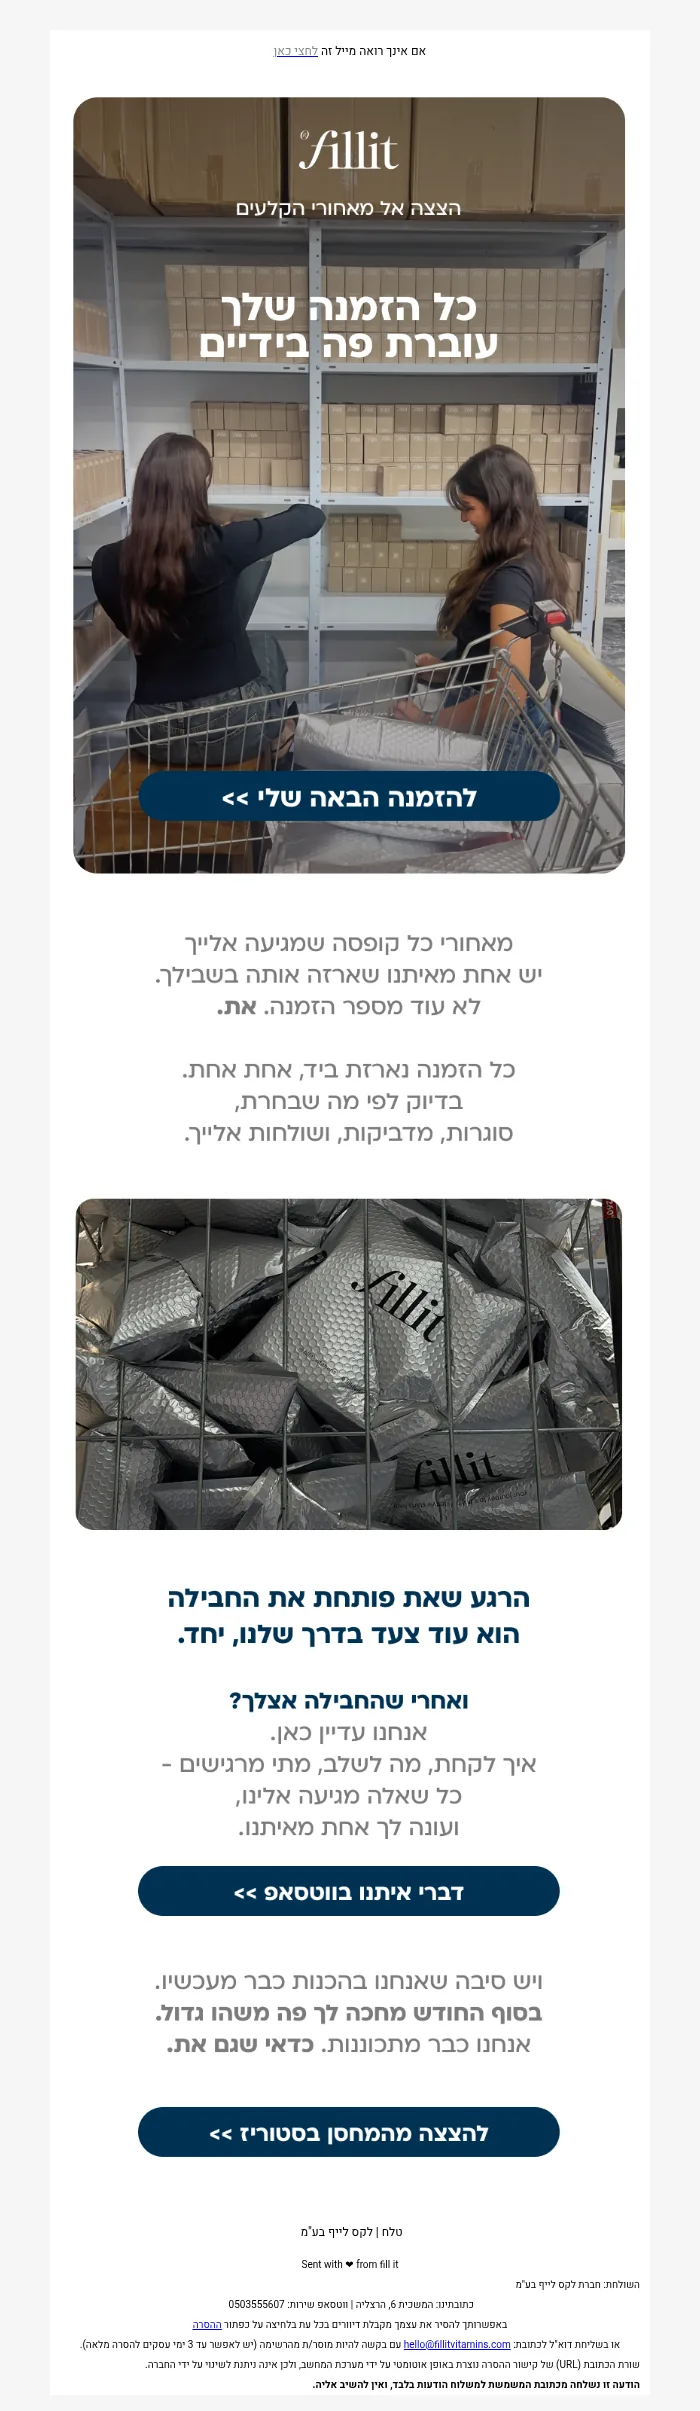 אם אינך רואה מייל זה לחצי כאן
fillit
הצצה אל מאחורי הקלעים
כל הזמנה שלך
עוברת פה בידיים
להזמנה הבאה שלי >>
מאחורי כל קופסה שמגיעה אלייך
יש אחת מאיתנו שארזה אותה בשבילך.
לא עוד מספר הזמנה. את.
כל הזמנה נארזת ביד, אחת אחת.
בדיוק לפי מה שבחרת,
סוגרות, מדביקות, ושולחות אלייך.
fillit
fillit
הרגע שאת פותחת את החבילה
הוא עוד צעד בדרך שלנו, יחד.
ואחרי שהחבילה אצלך?
אנחנו עדיין כאן.
איך לקחת, מה לשלב, מתי מרגישים -
כל שאלה מגיעה אלינו,
ועונה לך אחת מאיתנו.
דברי איתנו בווטסאפ >>
ויש סיבה שאנחנו בהכנות כבר מעכשיו.
בסוף החודש מחכה לך פה משהו גדול.
אנחנו כבר מתכוננות. כדאי שגם את.
להצצה מהמחסן בסטוריז >>
טלח | לקס לייף בע"מ
Sent with ❤ from fill it
השולחת: חברת לקס לייף בע"מ
כתובתינו: המשכית 6, הרצליה | ווטסאפ שירות: 0503555607
באפשרותך להסיר את עצמך מקבלת דיוורים בכל עת בלחיצה על כפתור ההסרה
או בשליחת דוא"ל לכתובת: hello@fillitvitamins.com עם בקשה להיות מוסר/ת מהרשימה (יש לאפשר עד 3 ימי עסקים להסרה מלאה).
שורת הכתובת (URL) של קישור ההסרה נוצרת באופן אוטומטי על ידי מערכת המחשב, ולכן אינה ניתנת לשינוי על ידי החברה.
הודעה זו נשלחה מכתובת המשמשת למשלוח הודעות בלבד, ואין להשיב אליה.